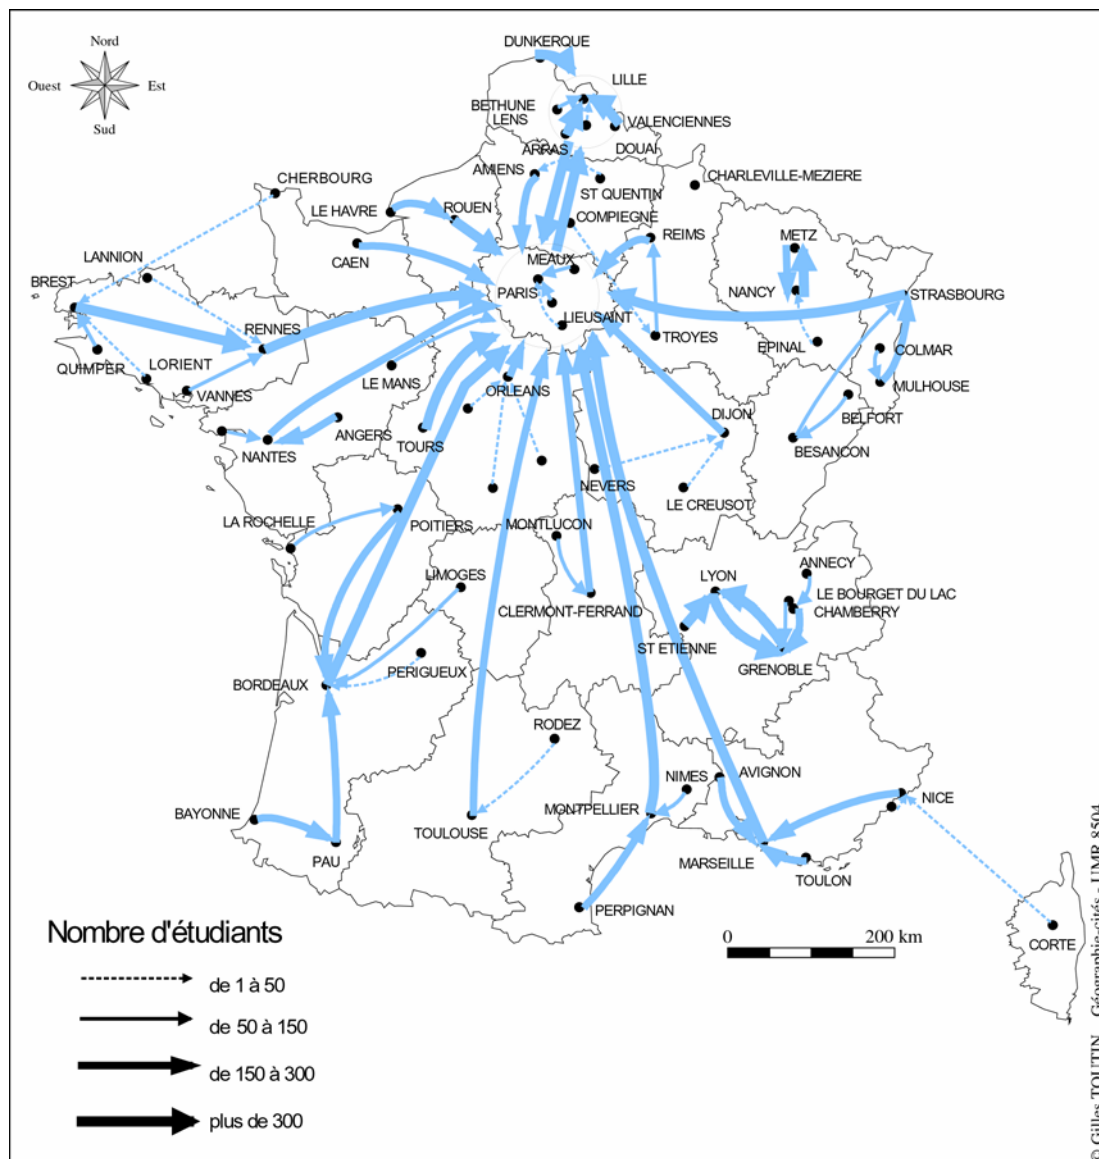 Nord
Ouest
Est
Sud
DUNKERQUE
LILLE
BETHUNE
LENS
VALENCIENNES
ARRAS
DOUAI
AMIENS
CHARLEVILLE-MEZIERE
CHERBOURG
ST QUENTIN
LE HAVRE
ROUEN
COMPIEGNE
REIMS
METZ
CAEN
MEAUX
LANNION
BREST
PARIS
NANCY
STRASBOURG
LIEUSAINT
RENNES
TROYES
EPINAL
COLMAR
QUIMPER
LORIENT
LE MANS
VANNES
ORLEANS
MULHOUSE
DIJON
BELFORT
ANGERS
TOURS
NANTES
BESANCON
NEVERS
LE CREUSOT
LA ROCHELLE
POITIERS
MONTLUCON
ANNECY
LIMOGES
LYON
LE BOURGET DU LAC
CLERMONT-FERRAND
CHAMBERRY
ST ETIENNE
PERIGUEUX
GRENOBLE
BORDEAUX
RODEZ
NIMES
AVIGNON
NICE
BAYONNE
MONTPELLIER
TOULOUSE
PAU
MARSEILLE
TOULON
PERPIGNAN
CORTE
0
200 km
Nombre d'étudiants
de 1 à 50
de 50 à 150
de 150 à 300
plus de 300
© Gilles TOUTIN Géographie-cités - UMR 8504